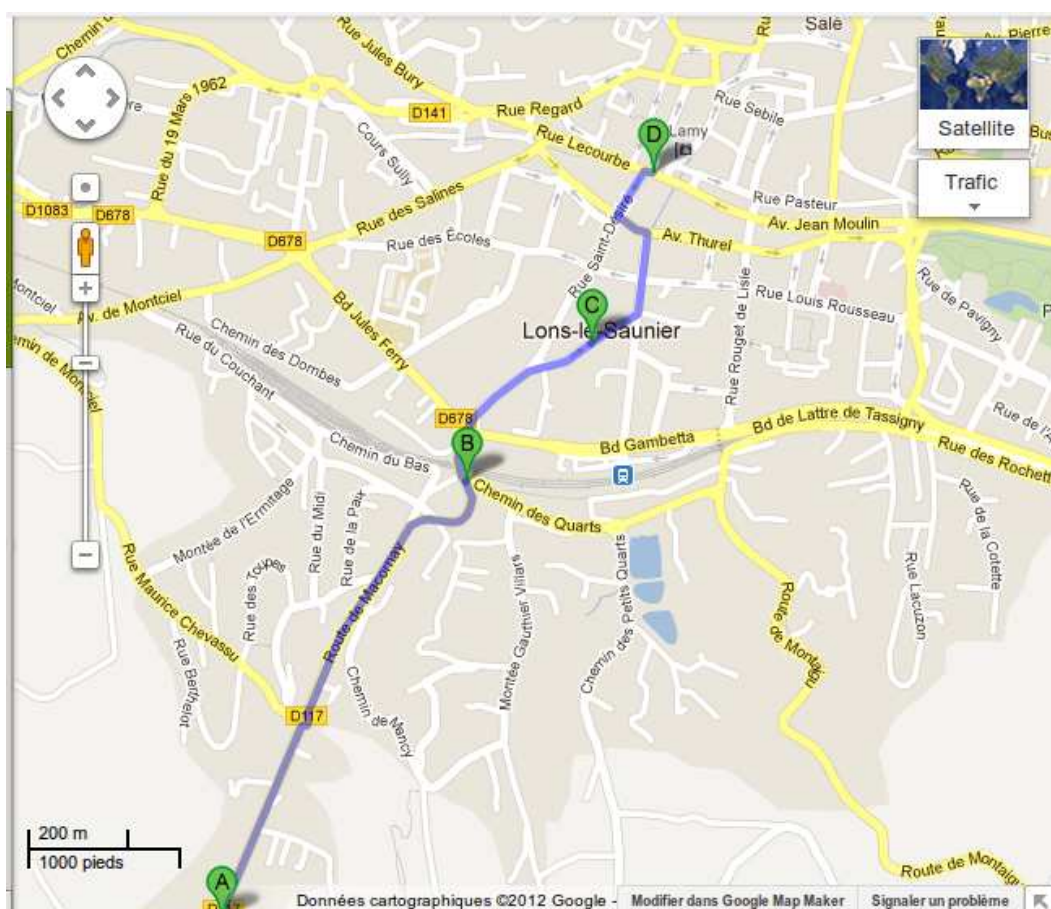 Salé
Av. Pierre
Chemin d
Rue Jules Bury
Rue du 19 Mars 1962
Rue Regard
D141
Rue Sebile
Satellite
Cours Sully
Rue Lecourbe
D
Lamy
Trafic
Rue des Salines
Rue Pasteur
D1083
D678
Av. Jean Moulin
D678
Rue des Écoles
Rue Saint-Désiré
Av. Thurel
Montciel
Av. de Montciel
Rue Louis Rousseau
Rue de Pavigny
C
Lons-le-Saunier
Chemin des Dombes
Bd Jules Ferry
Rue Rouget de Lisle
Rue du Couchant
D678
Bd de Lattre de Tassigny
B
Bd Gambetta
Rue des Rochett
Chemin du Bas
Chemin des Quarts
Montée de l'Ermitage
Rue du Midi
Rue de la Paix
Rue de la Cotette
Rue Maurice Chevassu
Rue des Toupes
Route de Macornay
Montée Gauthier Villars
Chemin des Petits Quarts
Rue Lacuzon
Route de Montaigu
Rue Berthelot
D117
Chemin de Nancy
200 m
1000 pieds
A
Route de Montaigu
Données cartographiques ©2012 Google -
Modifier dans Google Map Maker
Signaler un problème